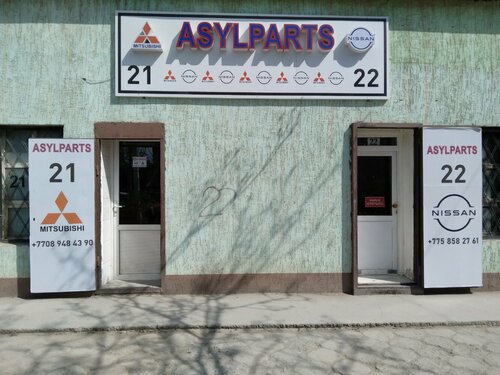 MITSUBISHI
ASYLPARTS
NISSAN
21
22
ASYLPARTS
21
MITSUBISHI
+7708 948 43 90
21
22
ASYLPARTS
22
NISSAN
+775 858 27 61